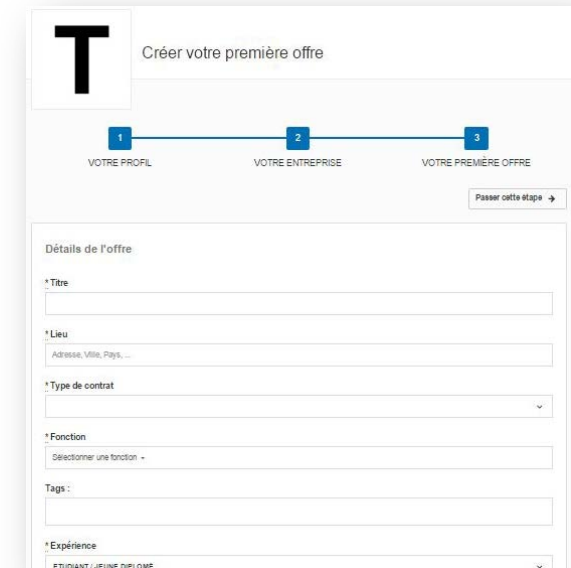 T
Créer votre première offre
1 2 3
VOTRE PROFIL VOTRE ENTREPRISE VOTRE PREMIÈRE OFFRE
Passer cette étape →
Détails de l'offre
* Titre
* Lieu
Adresse, Ville, Pays, ...
* Type de contrat
* Fonction
Sélectionner une fonction
Tags :
* Expérience
ETUDIANT / JEUNE DIPLOMÉ